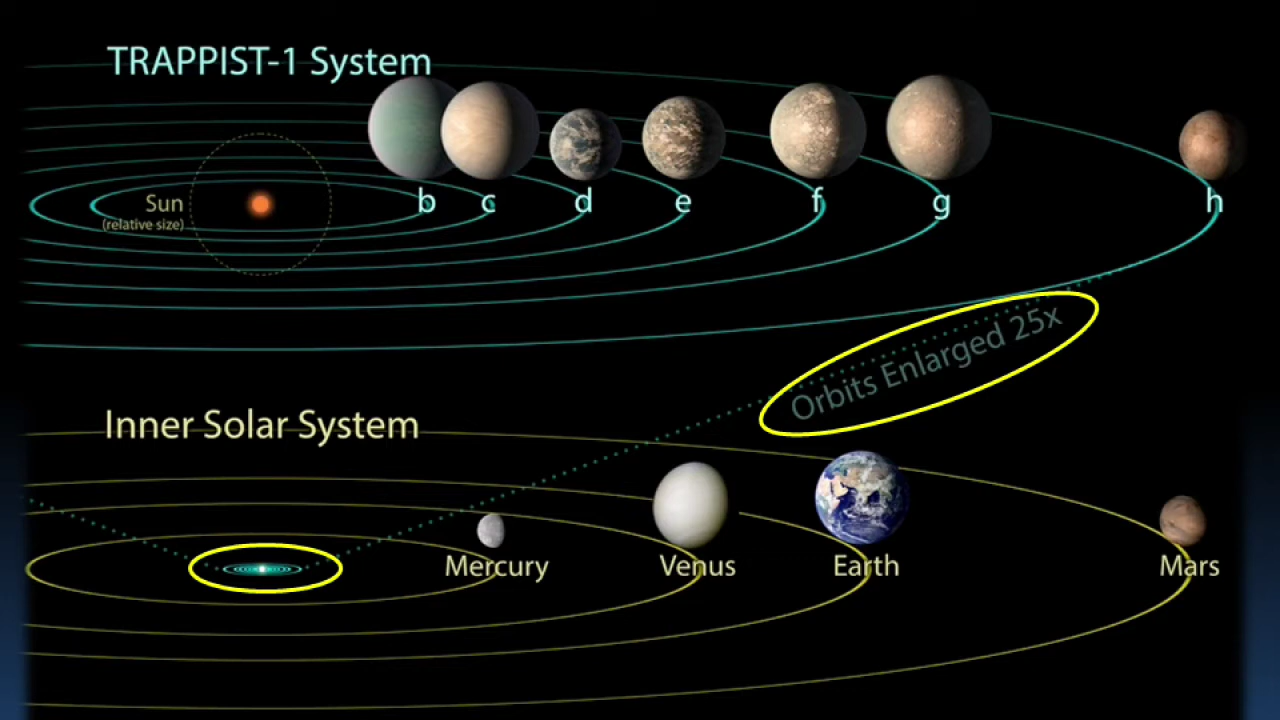 TRAPPIST-1 System
Sun
(relative size)
b
c
d
e
f
g
h
Orbits Enlarged 25x
Inner Solar System
Mercury
Venus
Earth
Mars